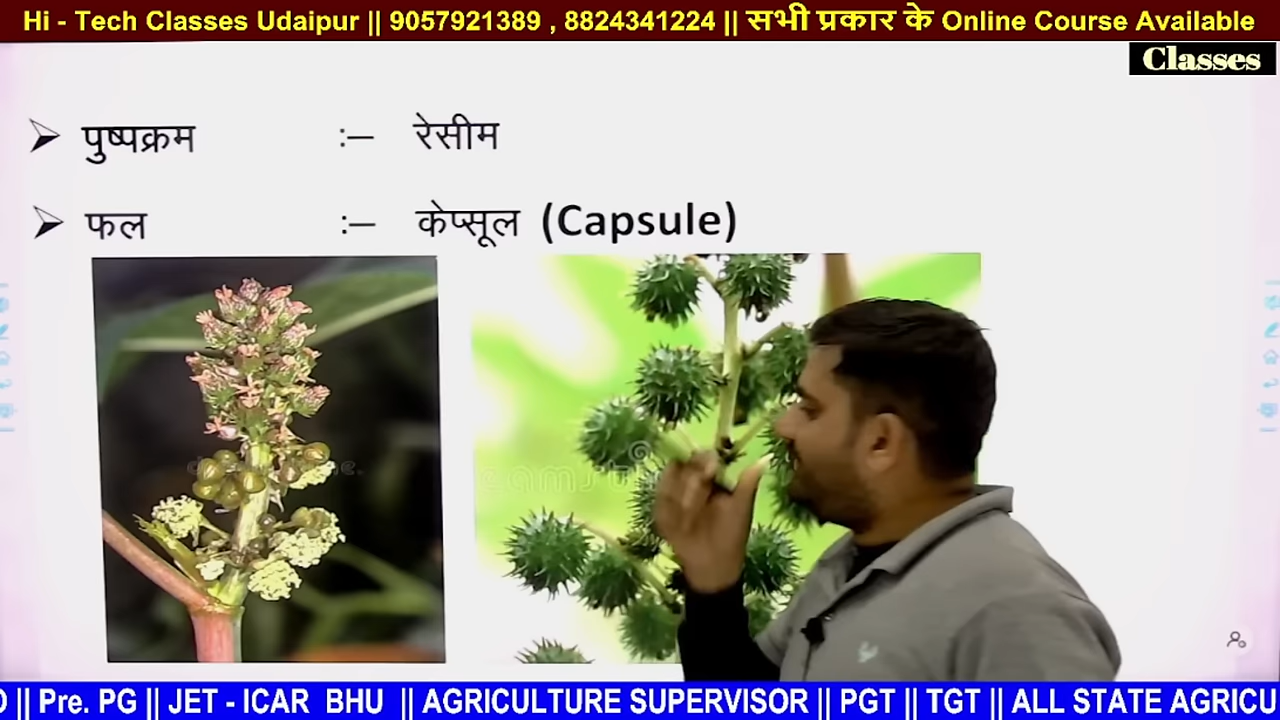 Hi - Tech Classes Udaipur || 9057921389 , 8824341224 || सभी प्रकार के Online Course Available
Classes
➢ पुष्पक्रम :– रेसीम
➢ फल :– केप्सूल (Capsule)
|| Pre. PG || JET - ICAR BHU || AGRICULTURE SUPERVISOR || PGT || TGT || ALL STATE AGRICU